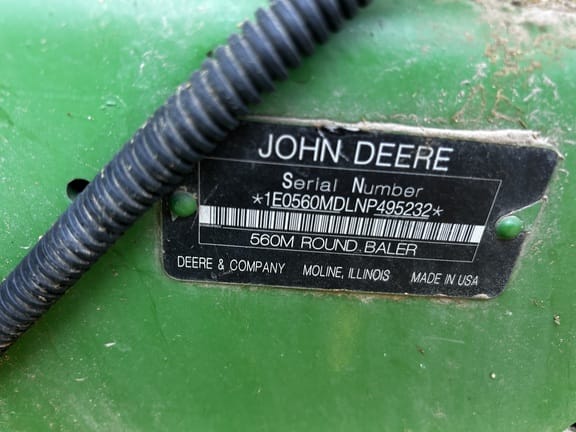 JOHN DEERE
Serial Number
*1E0560MDLNP495232*
560M ROUND.BALER
DEERE & COMPANY MOLINE, ILLINOIS MADE IN USA